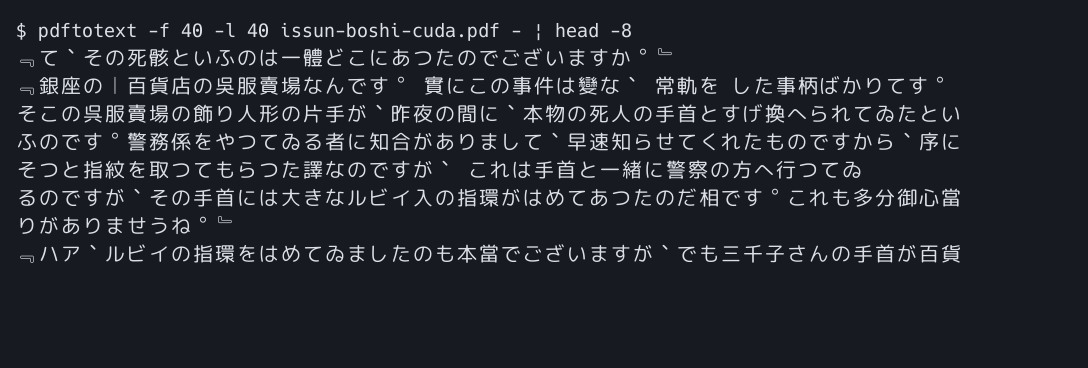 $ pdftotext -f 40 -l 40 issun-boshi-cuda.pdf - ¦ head -8
﹃て︑その死骸といふのは一體どこにあつたのでございますか︒﹄
﹃銀座の︱百貨店の呉服賣場なんです︒ 實にこの事件は變な︑ 常軌を した事柄ばかりてす︒
そこの呉服賣場の飾り人形の片手が︑昨夜の間に︑本物の死人の手首とすげ換へられてゐたとい
ふのです︒警務係をやつてゐる者に知合がありまして︑早速知らせてくれたものですから︑序に
そつと指紋を取つてもらつた譯なのですが︑ これは手首と一緒に警察の方へ行つてゐ
るのですが︑その手首には大きなルビイ入の指環がはめてあつたのだ相です︒これも多分御心當
りがありませうね︒﹄
﹃ハア︑ルビイの指環をはめてゐましたのも本當でございますが︑でも三千子さんの手首が百貨